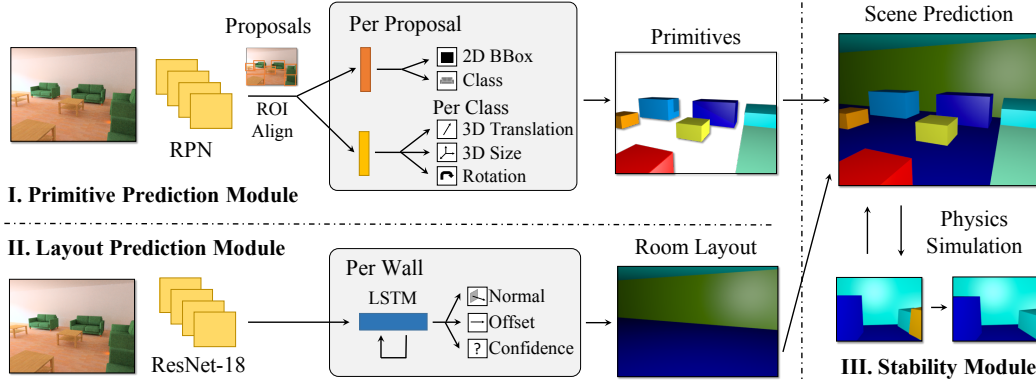 Proposals
RPN
ROI
Align
Per Proposal
2D BBox
Class
Per Class
3D Translation
3D Size
Rotation
Primitives
I. Primitive Prediction Module
II. Layout Prediction Module
ResNet-18
Per Wall
LSTM
Normal
Offset
? Confidence
Room Layout
Scene Prediction
Physics
Simulation
III. Stability Module